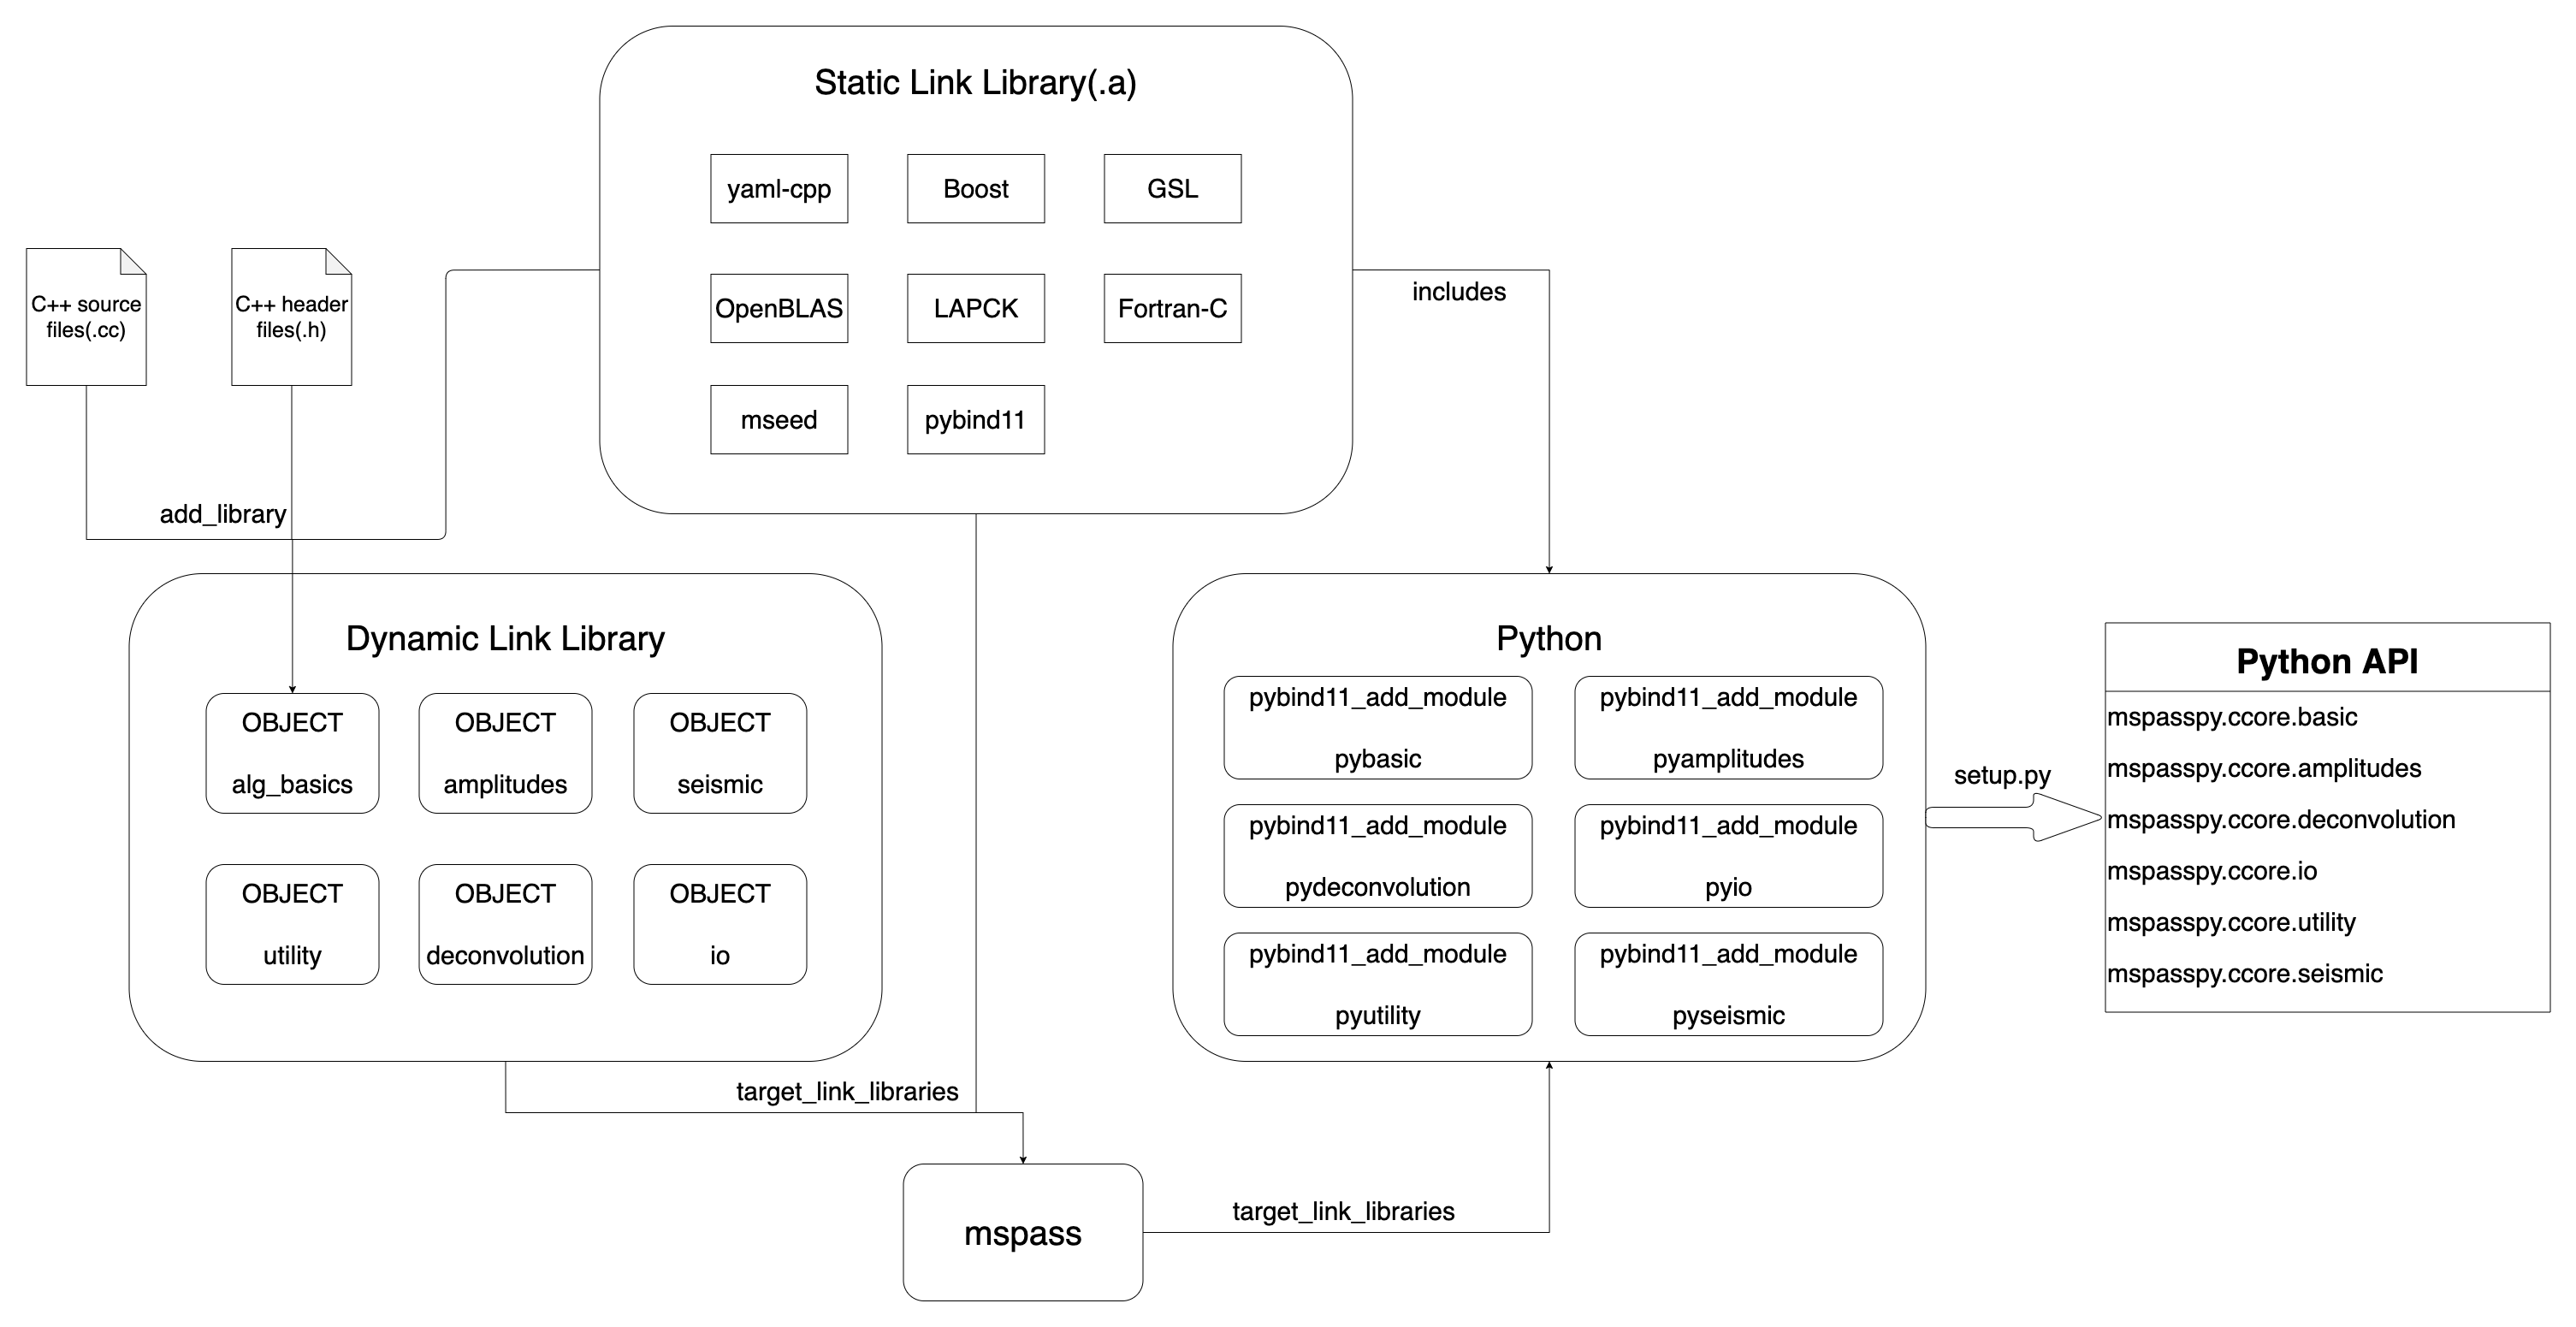 Static Link Library(.a)
yaml-cpp
Boost
GSL
OpenBLAS
LAPCK
Fortran-C
mseed
pybind11
C++ source
files(.cc)
C++ header
files(.h)
add_library
includes
Dynamic Link Library
OBJECT
alg_basics
OBJECT
amplitudes
OBJECT
seismic
OBJECT
utility
OBJECT
deconvolution
OBJECT
io
target_link_libraries
mspass
target_link_libraries
Python
pybind11_add_module
pybasic
pybind11_add_module
pyamplitudes
pybind11_add_module
pydeconvolution
pybind11_add_module
pyio
pybind11_add_module
pyutility
pybind11_add_module
pyseismic
setup.py
Python API
mspasspy.ccore.basic
mspasspy.ccore.amplitudes
mspasspy.ccore.deconvolution
mspasspy.ccore.io
mspasspy.ccore.utility
mspasspy.ccore.seismic